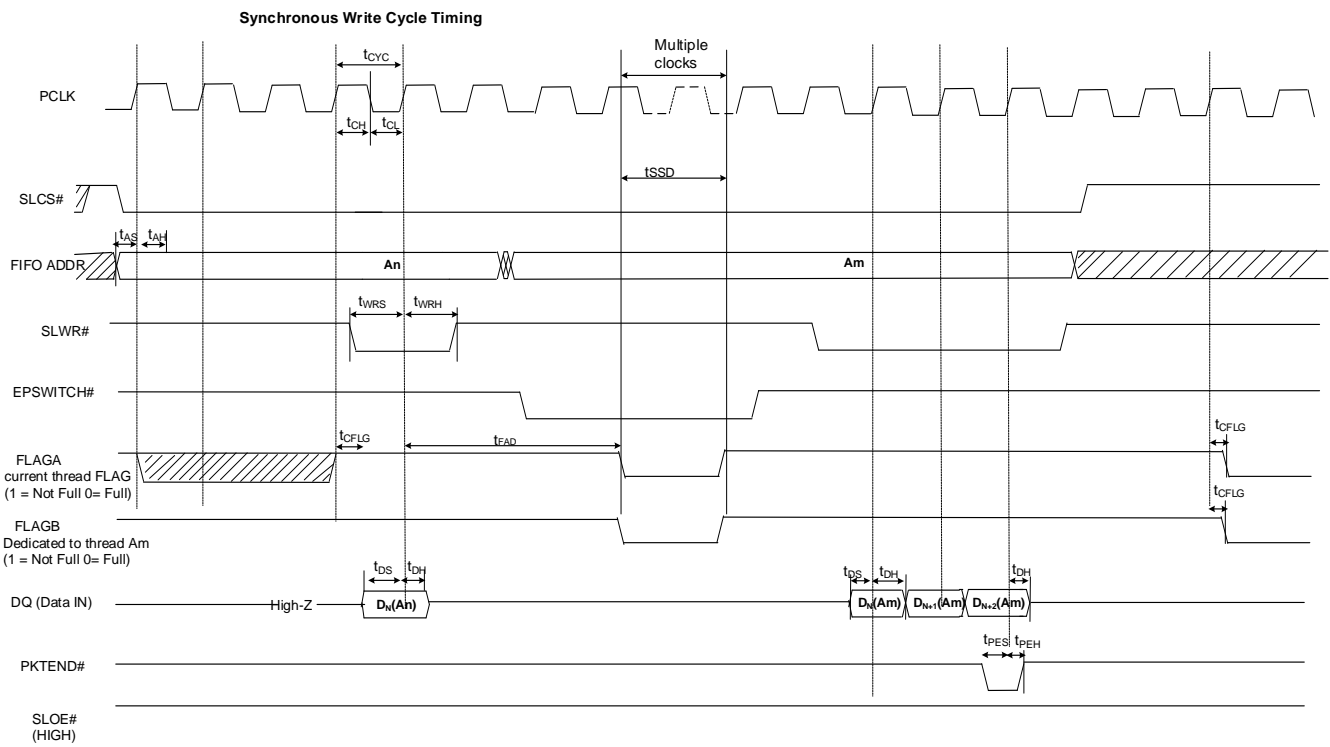 Synchronous Write Cycle Timing
Multiple
clocks
tCYC
PCLK
tCH
tCL
tSSD
SLCS#
tAS
tAH
FIFO ADDR
An
Am
tWRS
tWRH
SLWR#
EPSWITCH#
tCFLG
tFAD
tCFLG
FLAGA
current thread FLAG
(1 = Not Full 0= Full)
tCFLG
FLAGB
Dedicated to thread Am
(1 = Not Full 0= Full)
tDS
tDH
tDS
tDH
tDH
DQ (Data IN)
High-Z
DN(An)
DN(Am)
DN+1(Am)
DN+2(Am)
tPES
tPEH
PKTEND#
SLOE#
(HIGH)